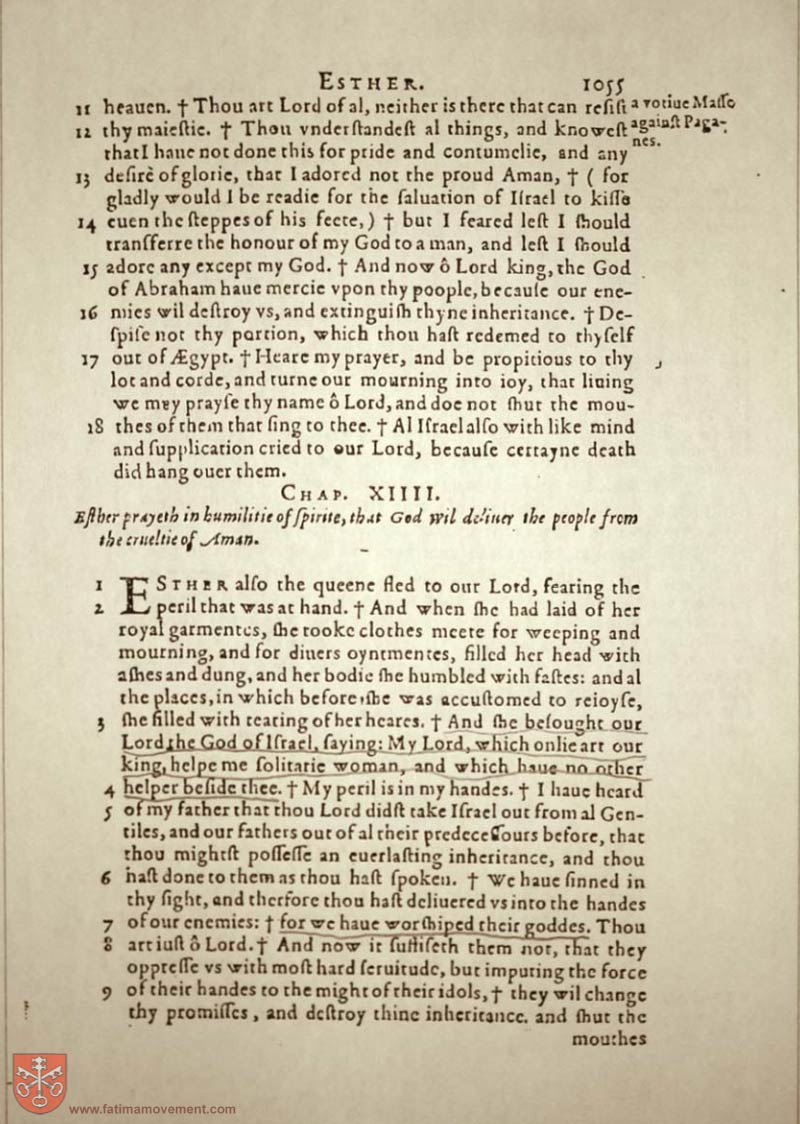 ESTHER. 1055
11 heauen. † Thou art Lord of al, neither is there that can reſiſt a votiue Maſſe
12 thy maieſtie. † Thou vnderſtandeſt al things, and knoweſt againſt Paga-
that I haue not done this for pride and contumelie, and any nes.
13 deſire of glorie, that I adored not the proud Aman, † ( for
gladly would I be readie for the ſaluation of Iſrael to kiſſe
14 euen the ſteppes of his feete,) † but I feared leſt I ſhould
tranſferre the honour of my God to a man, and leſt I ſhould
15 adore any except my God. † And now ô Lord king, the God
of Abraham haue mercie vpon thy poople, becauſe our ene-
16 mies wil deſtroy vs, and extinguiſh thyne inheritance. † De-
ſpiſe not thy portion, which thou haſt redemed to thyſelf
17 out of Ægypt. † Heare my prayer, and be propitious to thy
lot and corde, and turne our mourning into ioy, that liuing
we mey prayſe thy name ô Lord, and doe not ſhut the mou-
18 thes of them that ſing to thee. † Al Iſrael alſo with like mind
and ſupplication cried to our Lord, becauſe certayne death
did hang ouer them.
CHAP. XIIII.
Eſther prayeth in humilitie of ſpirite, that God wil deliuer the people from
the crueltie of Aman.
1 ESTHER alſo the queene fled to our Lord, fearing the
2 peril that was at hand. † And when ſhe had laid of her
royal garmentes, ſhe tooke clothes meete for weeping and
mourning, and for diuers oyntmentes, filled her head with
aſhes and dung, and her bodie ſhe humbled with faſtes: and al
the places, in which before ſhe was accuſtomed to reioyſe,
3 ſhe filled with tearing of her heares. † And ſhe beſought our
Lord, the God of Iſrael, ſaying: My Lord, which onlie art our
king, helpe me ſolitarie woman, and which haue no other
4 helper beſide thee. † My peril is in my handes. † I haue heard
5 of my father that thou Lord didſt take Iſrael out from al Gen-
tiles, and our fathers out of al their predeceſſours before, that
thou mightſt poſſeſſe an euerlaſting inheritance, and thou
6 haſt done to them as thou haſt ſpoken. † We haue ſinned in
thy ſight, and therfore thou haſt deliuered vs into the handes
7 of our enemies: † for we haue worſhiped their goddes. Thou
8 art iuſt ô Lord. † And now it ſuffiſeth them not, that they
oppreſſe vs with moſt hard ſeruitude, but imputing the force
9 of their handes to the might of their idols, † they wil change
thy promiſſes, and deſtroy thine inheritance. and ſhut the
mouthes
www.fatimamovement.com